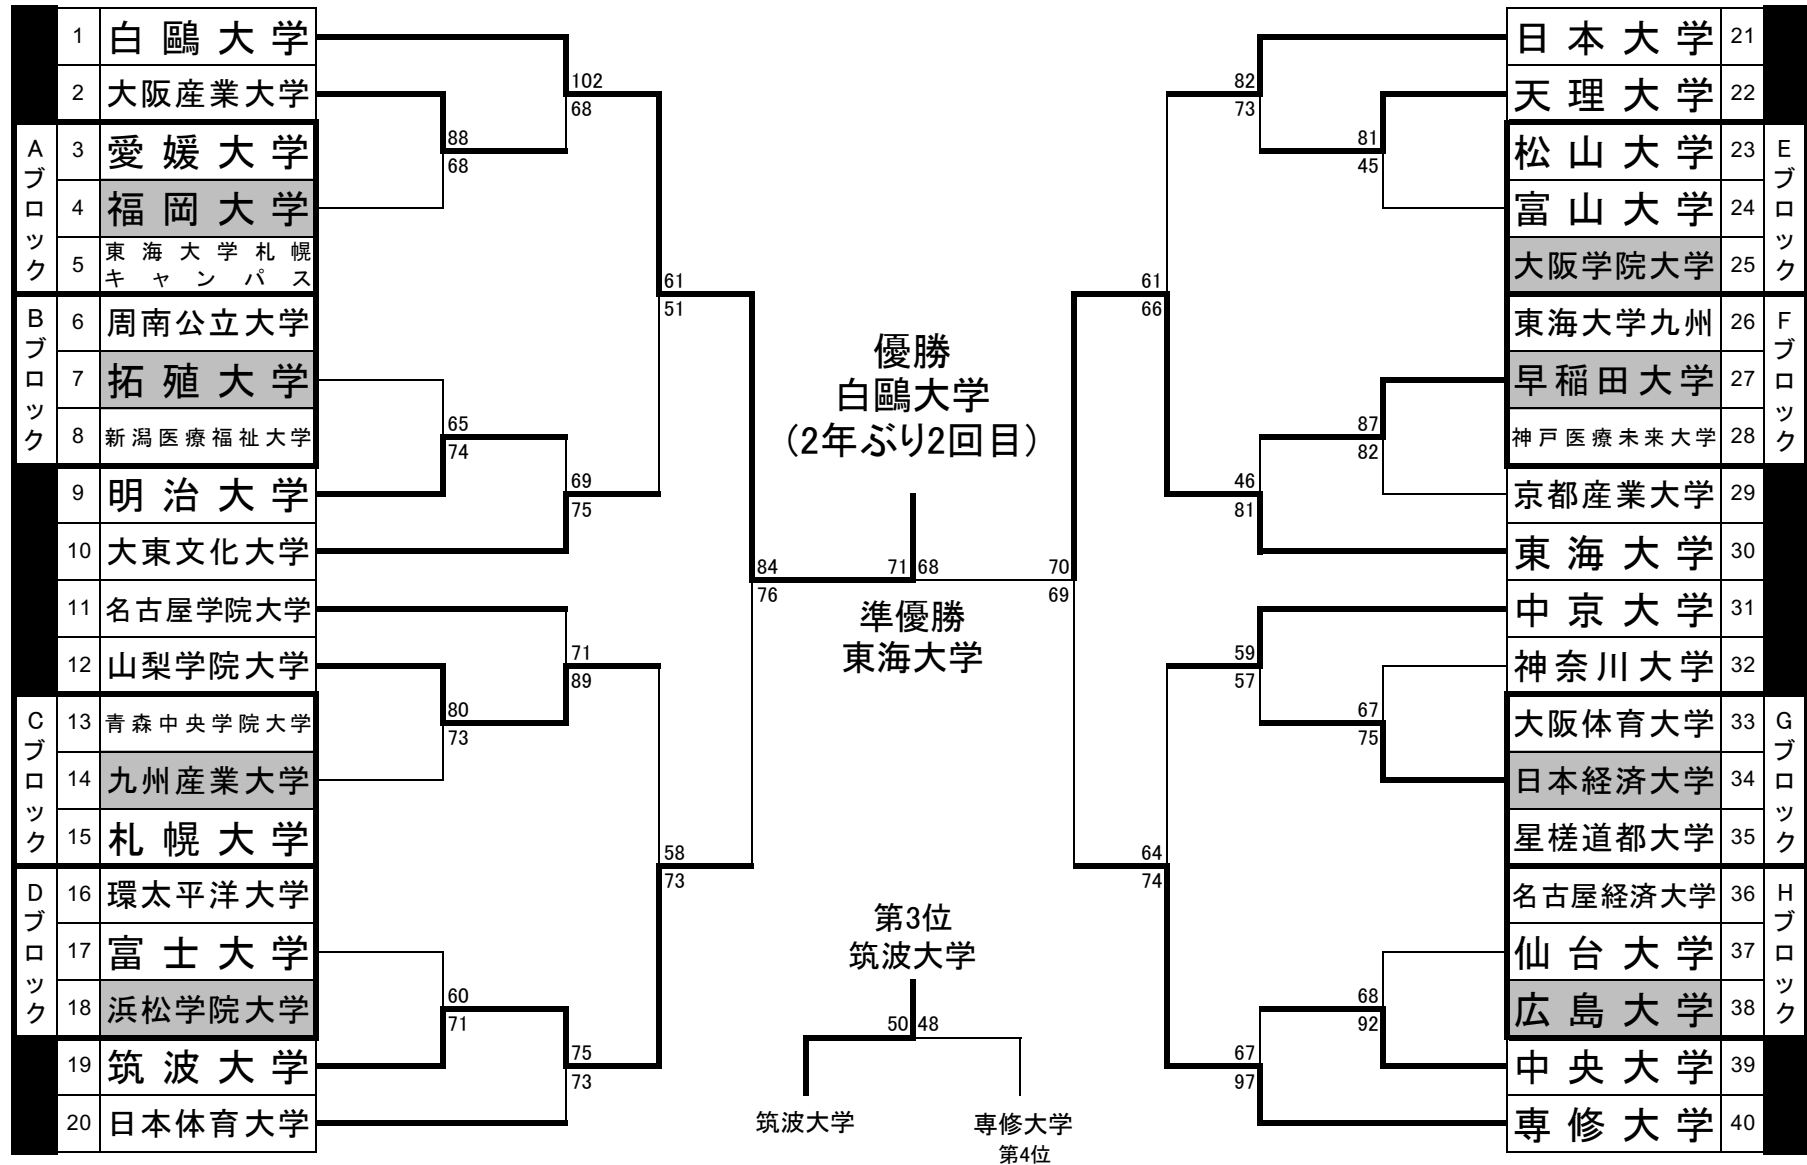 1 白鷗大学
2 大阪産業大学
Aブロック
3 愛媛大学
4 福岡大学
5 東海大学札幌
キャンパス
Bブロック
6 周南公立大学
7 拓殖大学
8 新潟医療福祉大学
9 明治大学
10 大東文化大学
11 名古屋学院大学
12 山梨学院大学
Cブロック
13 青森中央学院大学
14 九州産業大学
15 札幌大学
Dブロック
16 環太平洋大学
17 富士大学
18 浜松学院大学
19 筑波大学
20 日本体育大学
88
68
65
74
80
73
60
71
102
68
69
75
71
89
75
73
61
51
58
73
84
76
優勝
白鷗大学
（2年ぶり2回目）
71 68
準優勝
東海大学
第3位
筑波大学
50 48
筑波大学
専修大学
第4位
70
69
61
66
64
74
82
73
46
81
59
57
67
97
81
45
87
82
67
75
68
92
日本大学 21
天理大学 22
松山大学 23
富山大学 24
大阪学院大学 25
Eブロック
東海大学九州 26
早稲田大学 27
神戸医療未来大学 28
Fブロック
京都産業大学 29
東海大学 30
中京大学 31
神奈川大学 32
大阪体育大学 33
日本経済大学 34
星槎道都大学 35
Gブロック
名古屋経済大学 36
仙台大学 37
広島大学 38
Hブロック
中央大学 39
専修大学 40